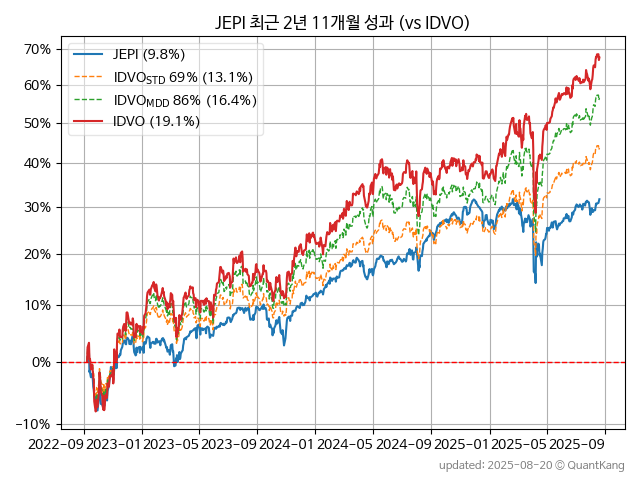 JEPI 최근 2년 11개월 성과 (vs IDVO)
70%
60%
50%
40%
30%
20%
10%
0%
−10%
JEPI (9.8%)
IDVOSTD 69% (13.1%)
IDVOMDD 86% (16.4%)
IDVO (19.1%)
2022-09 2023-01 2023-05 2023-09 2024-01 2024-05 2024-09 2025-01 2025-05 2025-09
updated: 2025-08-20 © QuantKang